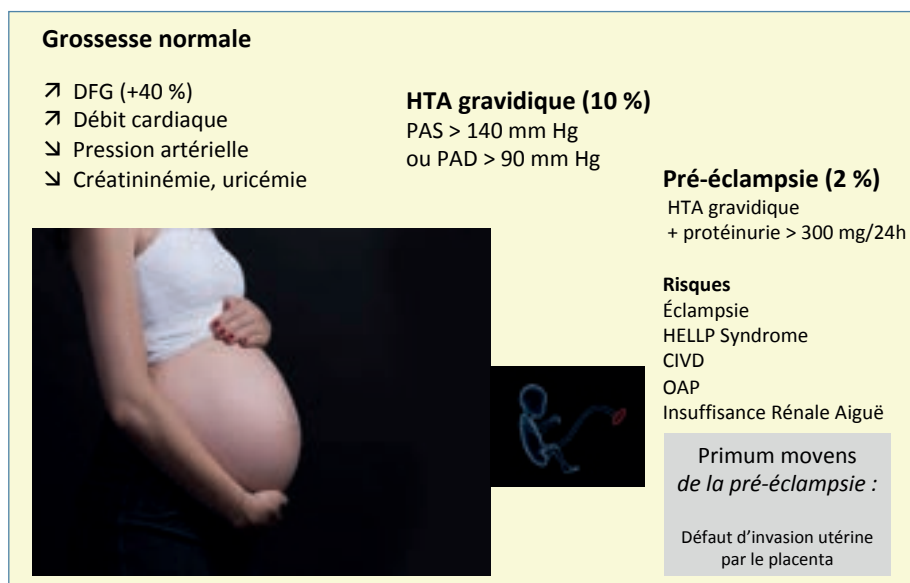 Grossesse normale
↗ DFG (+40 %)
↗ Débit cardiaque
↘ Pression artérielle
↘ Créatininémie, uricémie
HTA gravidique (10 %)
PAS > 140 mm Hg
ou PAD > 90 mm Hg
Pré-éclampsie (2 %)
HTA gravidique
+ protéinurie > 300 mg/24h
Risques
Éclampsie
HELLP Syndrome
CIVD
OAP
Insuffisance Rénale Aiguë
Primum movens
de la pré-éclampsie :
Défaut d’invasion utérine
par le placenta